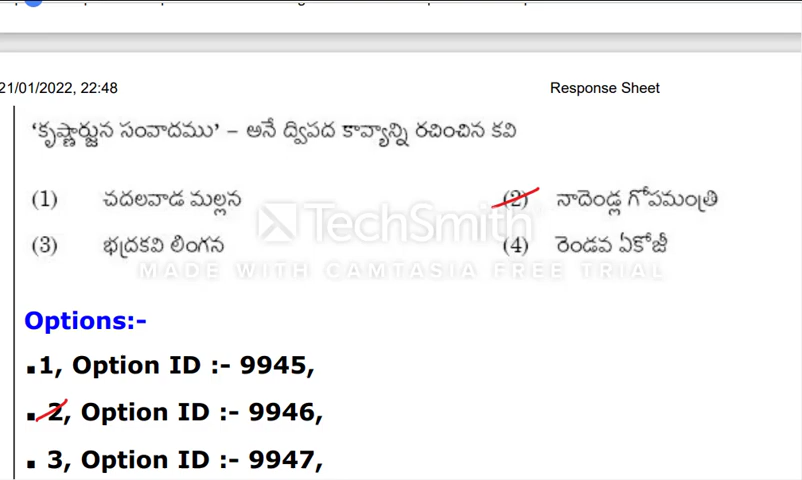 21/01/2022, 22:48 Response Sheet
‘కృష్ణార్జున సంవాదము’ – అనే ద్విపద కావ్యాన్ని రచించిన కవి
(1) చదలవాడ మల్లన (2) నాదెండ్ల గోపమంత్రి
TechSmith
(3) భద్రకవి లింగన (4) రెండవ ఏకోజీ
MADE WITH CAMTASIA FREE TRIAL
Options:-
1, Option ID :- 9945,
2, Option ID :- 9946,
3, Option ID :- 9947,